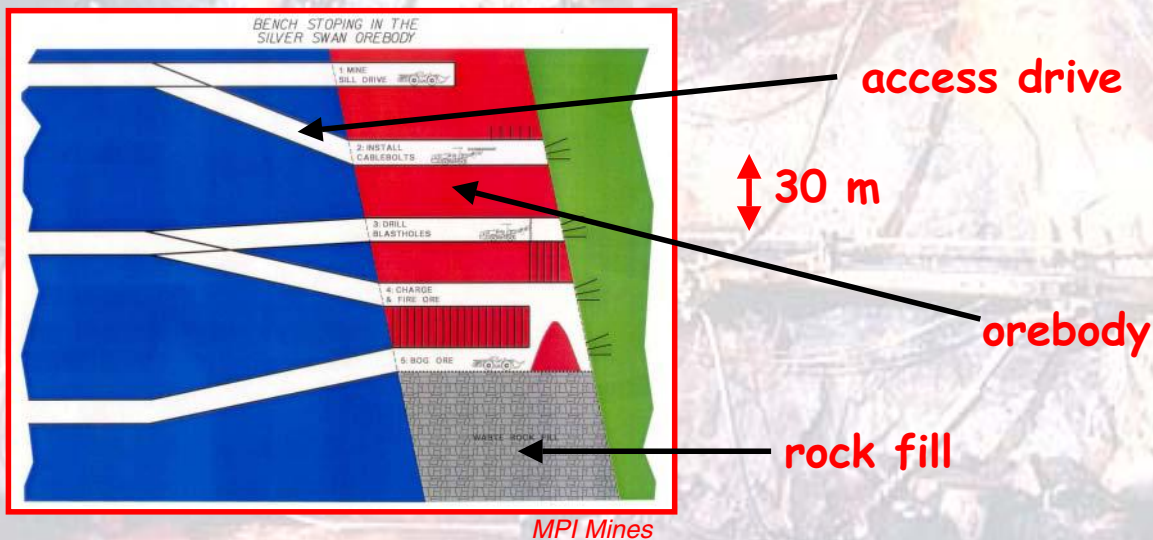 BENCH STOPING IN THE
SILVER SWAN OREBODY
1: MINE
SILL DRIVE
2: INSTALL
CABLEBOLTS
3: DRILL
BLASTHOLES
4: CHARGE
& FIRE ORE
5: BOG ORE
WASTE ROCK FILL
access drive
30 m
orebody
rock fill
MPI Mines